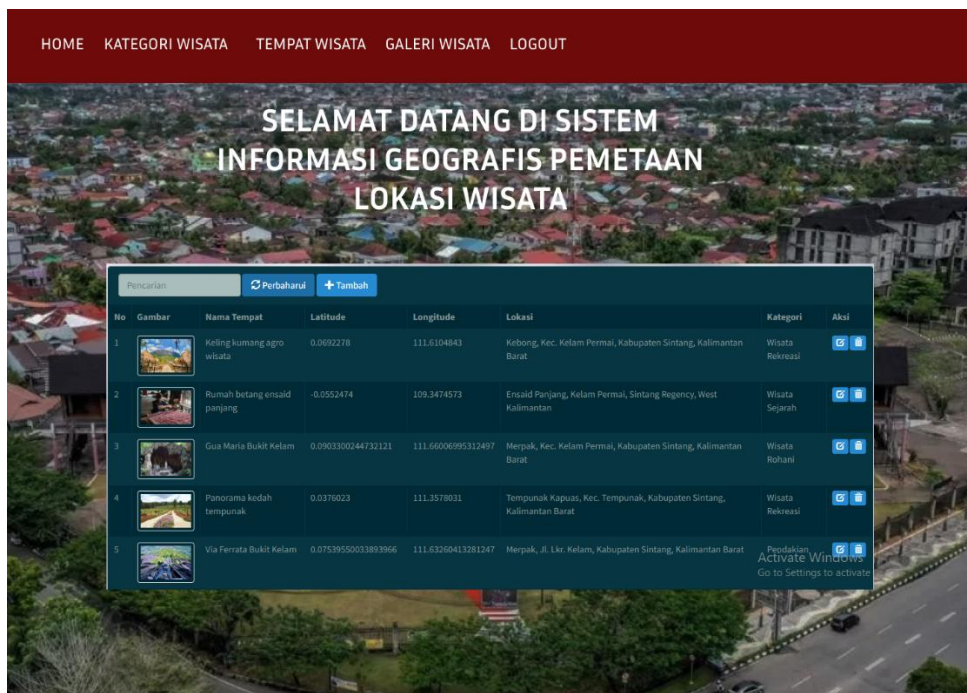 HOME KATEGORI WISATA TEMPAT WISATA GALERI WISATA LOGOUT
SELAMAT DATANG DI SISTEM
INFORMASI GEOGRAFIS PEMETAAN
LOKASI WISATA
Pencarian Perbaharui Tambah
No Gambar Nama Tempat Latitude Longitude Lokasi Kategori Aksi
1 Keling kumang agro 0.0692278 111.6104843 Kebong, Kec. Kelam Permai, Kabupaten Sintang, Kalimantan Wisata
wisata Barat Rekreasi
2 Rumah betang ensaid -0.0552474 109.3474573 Ensaid Panjang, Kelam Permai, Sintang Regency, West Wisata
panjang Kalimantan Sejarah
3 Gua Maria Bukit Kelam 0.0903300244732121 111.66006995312497 Merpak, Kec. Kelam Permai, Kabupaten Sintang, Kalimantan Wisata
Barat Rohani
4 Panorama kedah 0.0376023 111.3578031 Tempunak Kapuas, Kec. Tempunak, Kabupaten Sintang, Wisata
tempunak Kalimantan Barat Rekreasi
5 Via Ferrata Bukit Kelam 0.07539550033893966 111.63260413281247 Merpak, Jl. Lkr. Kelam, Kabupaten Sintang, Kalimantan Barat Pendakian
Activate Windows
Go to Settings to activate